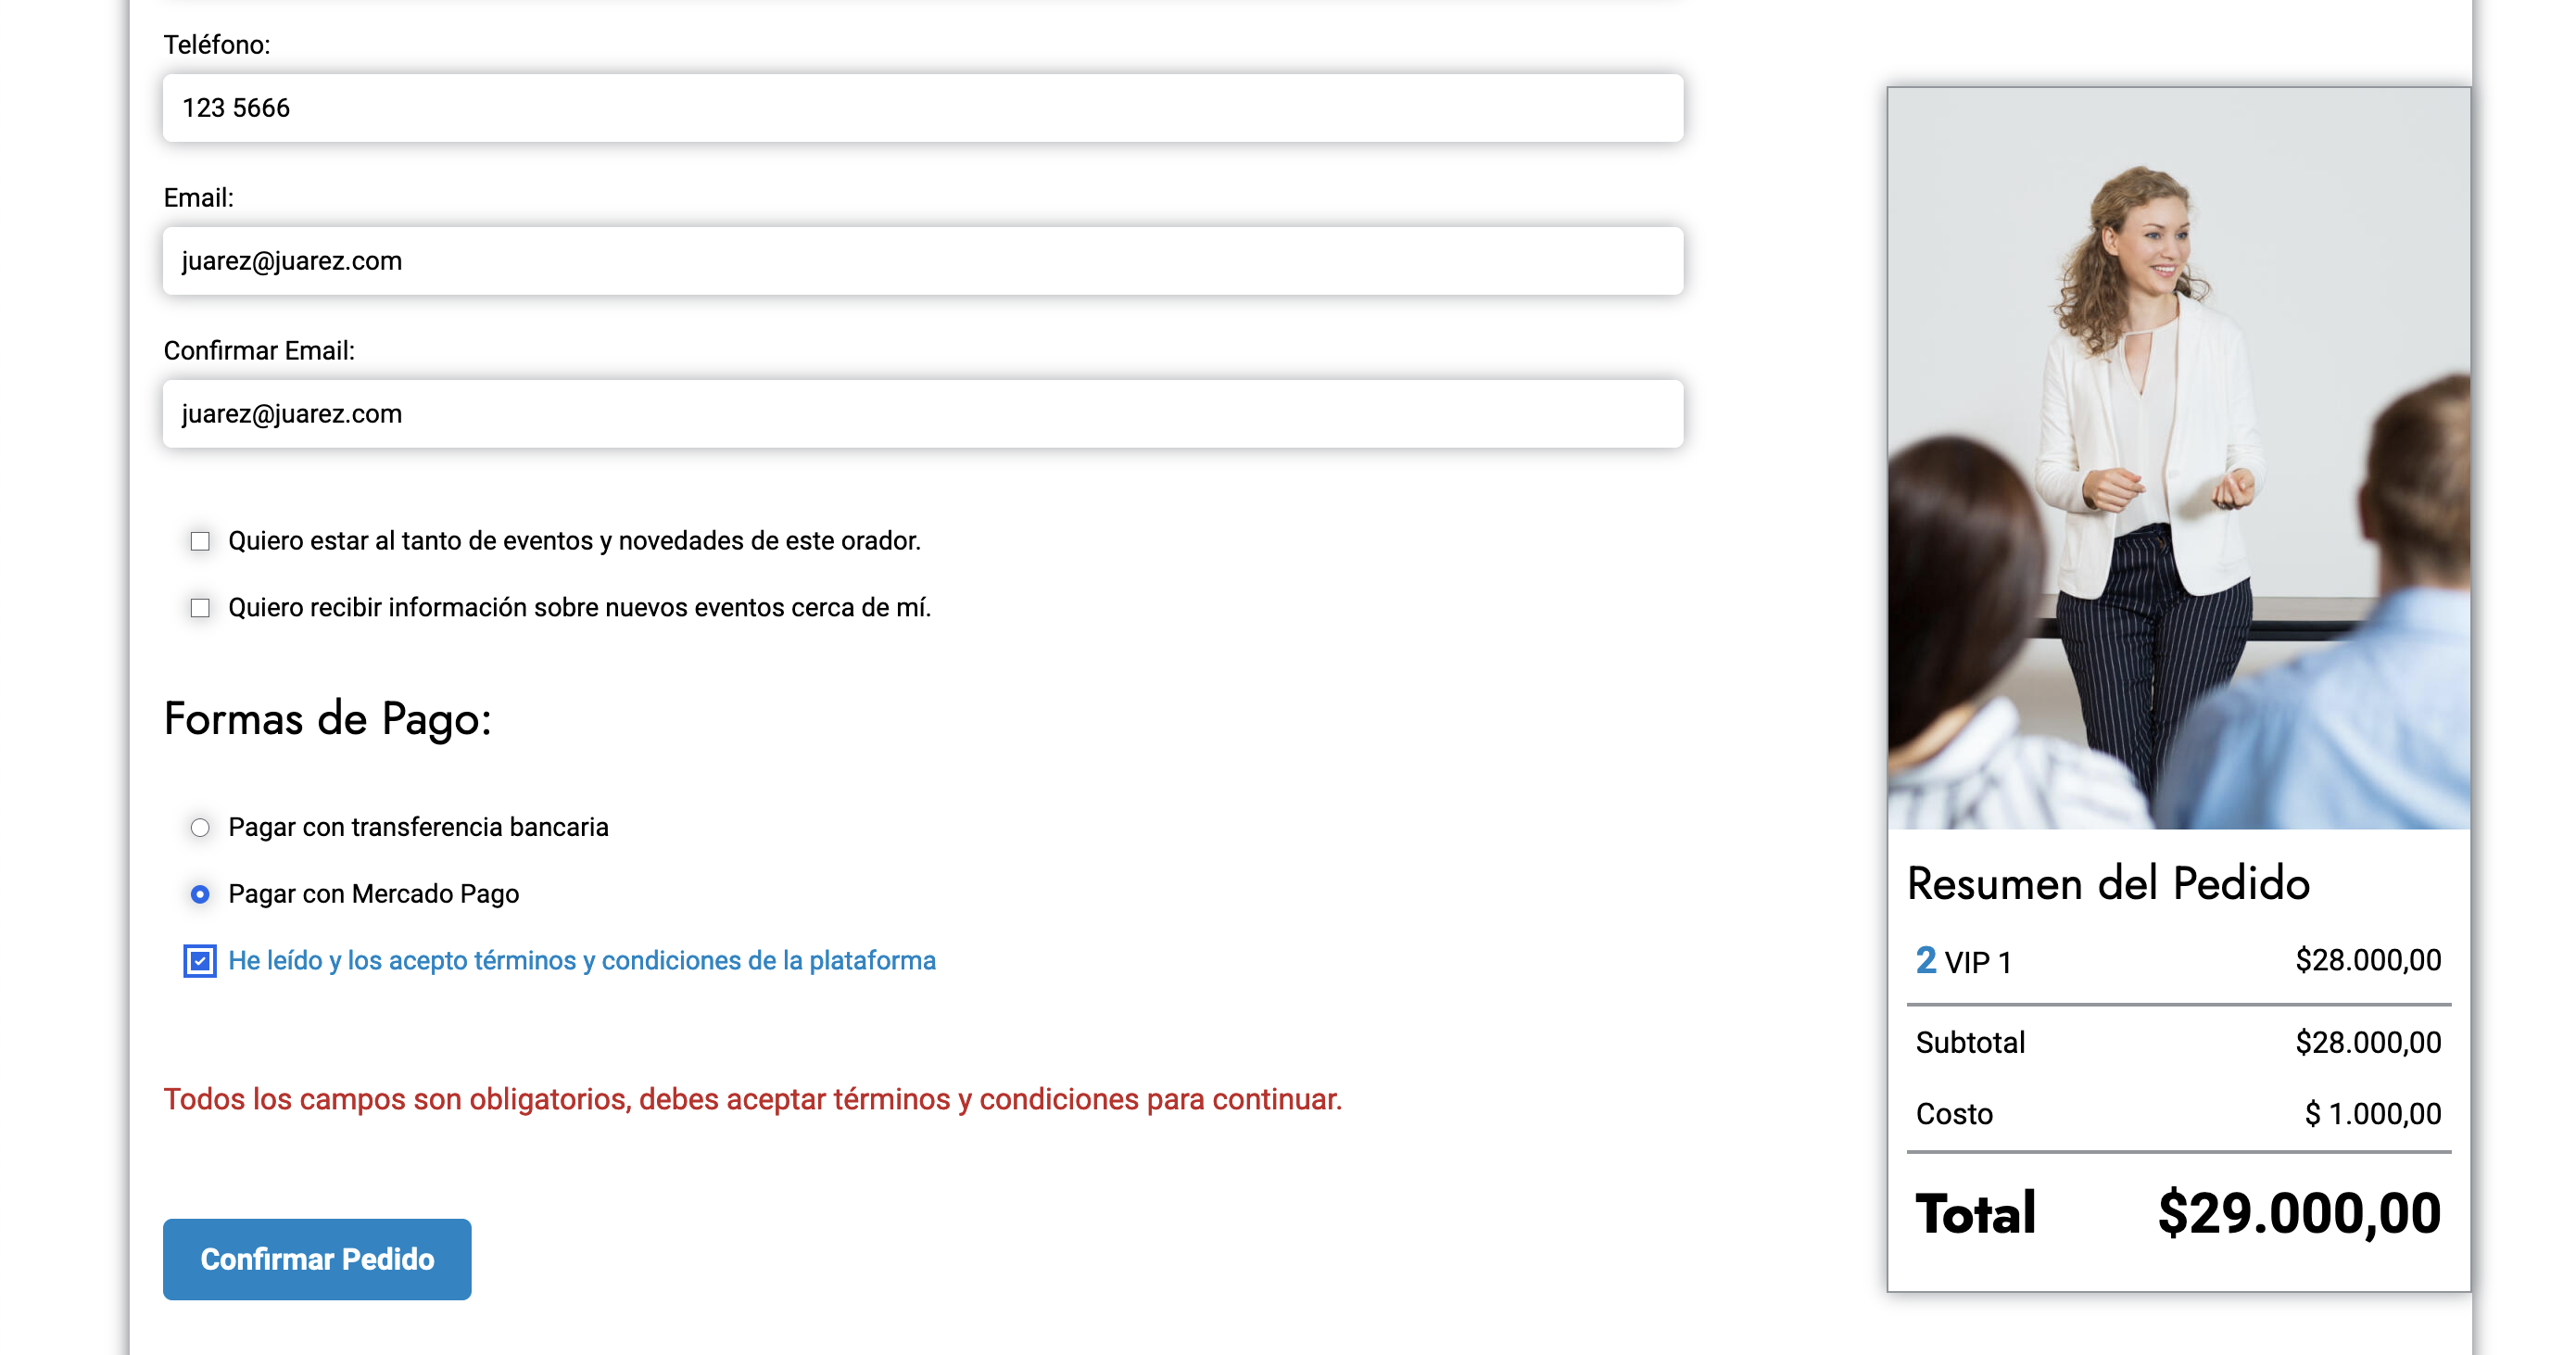 Teléfono:
123 5666
Email:
juarez@juarez.com
Confirmar Email:
juarez@juarez.com
Quiero estar al tanto de eventos y novedades de este orador.
Quiero recibir información sobre nuevos eventos cerca de mí.
Formas de Pago:
Pagar con transferencia bancaria
Pagar con Mercado Pago
He leído y los acepto términos y condiciones de la plataforma
Todos los campos son obligatorios, debes aceptar términos y condiciones para continuar.
Confirmar Pedido
Resumen del Pedido
2 VIP 1 $28.000,00
Subtotal $28.000,00
Costo $ 1.000,00
Total $29.000,00